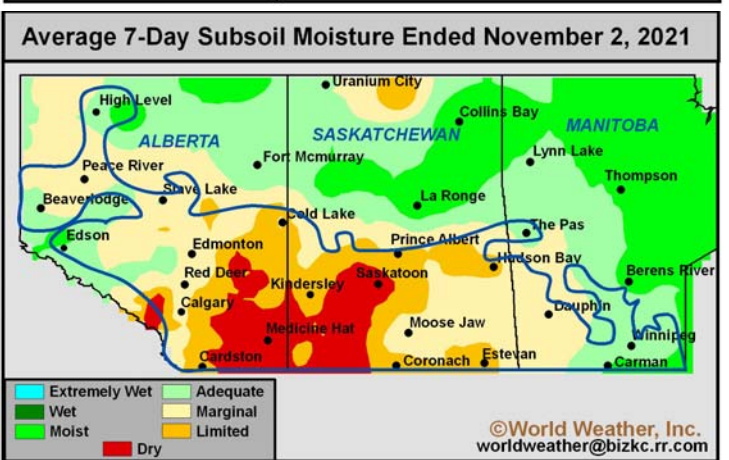 Average 7-Day Subsoil Moisture Ended November 2, 2021
Uranium City
High Level
Collins Bay
ALBERTA
SASKATCHEWAN
MANITOBA
Fort Mcmurray
Lynn Lake
Peace River
Thompson
Slave Lake
La Ronge
Beaverlodge
Cold Lake
The Pas
Edson
Edmonton
Prince Albert
Hudson Bay
Red Deer
Kindersley
Saskatoon
Berens River
Calgary
Dauphin
Medicine Hat
Moose Jaw
Winnipeg
Cardston
Coronach
Estevan
Carman
Extremely Wet
Adequate
Wet
Marginal
Moist
Limited
Dry
©World Weather, Inc.
worldweather@bizkc.rr.com